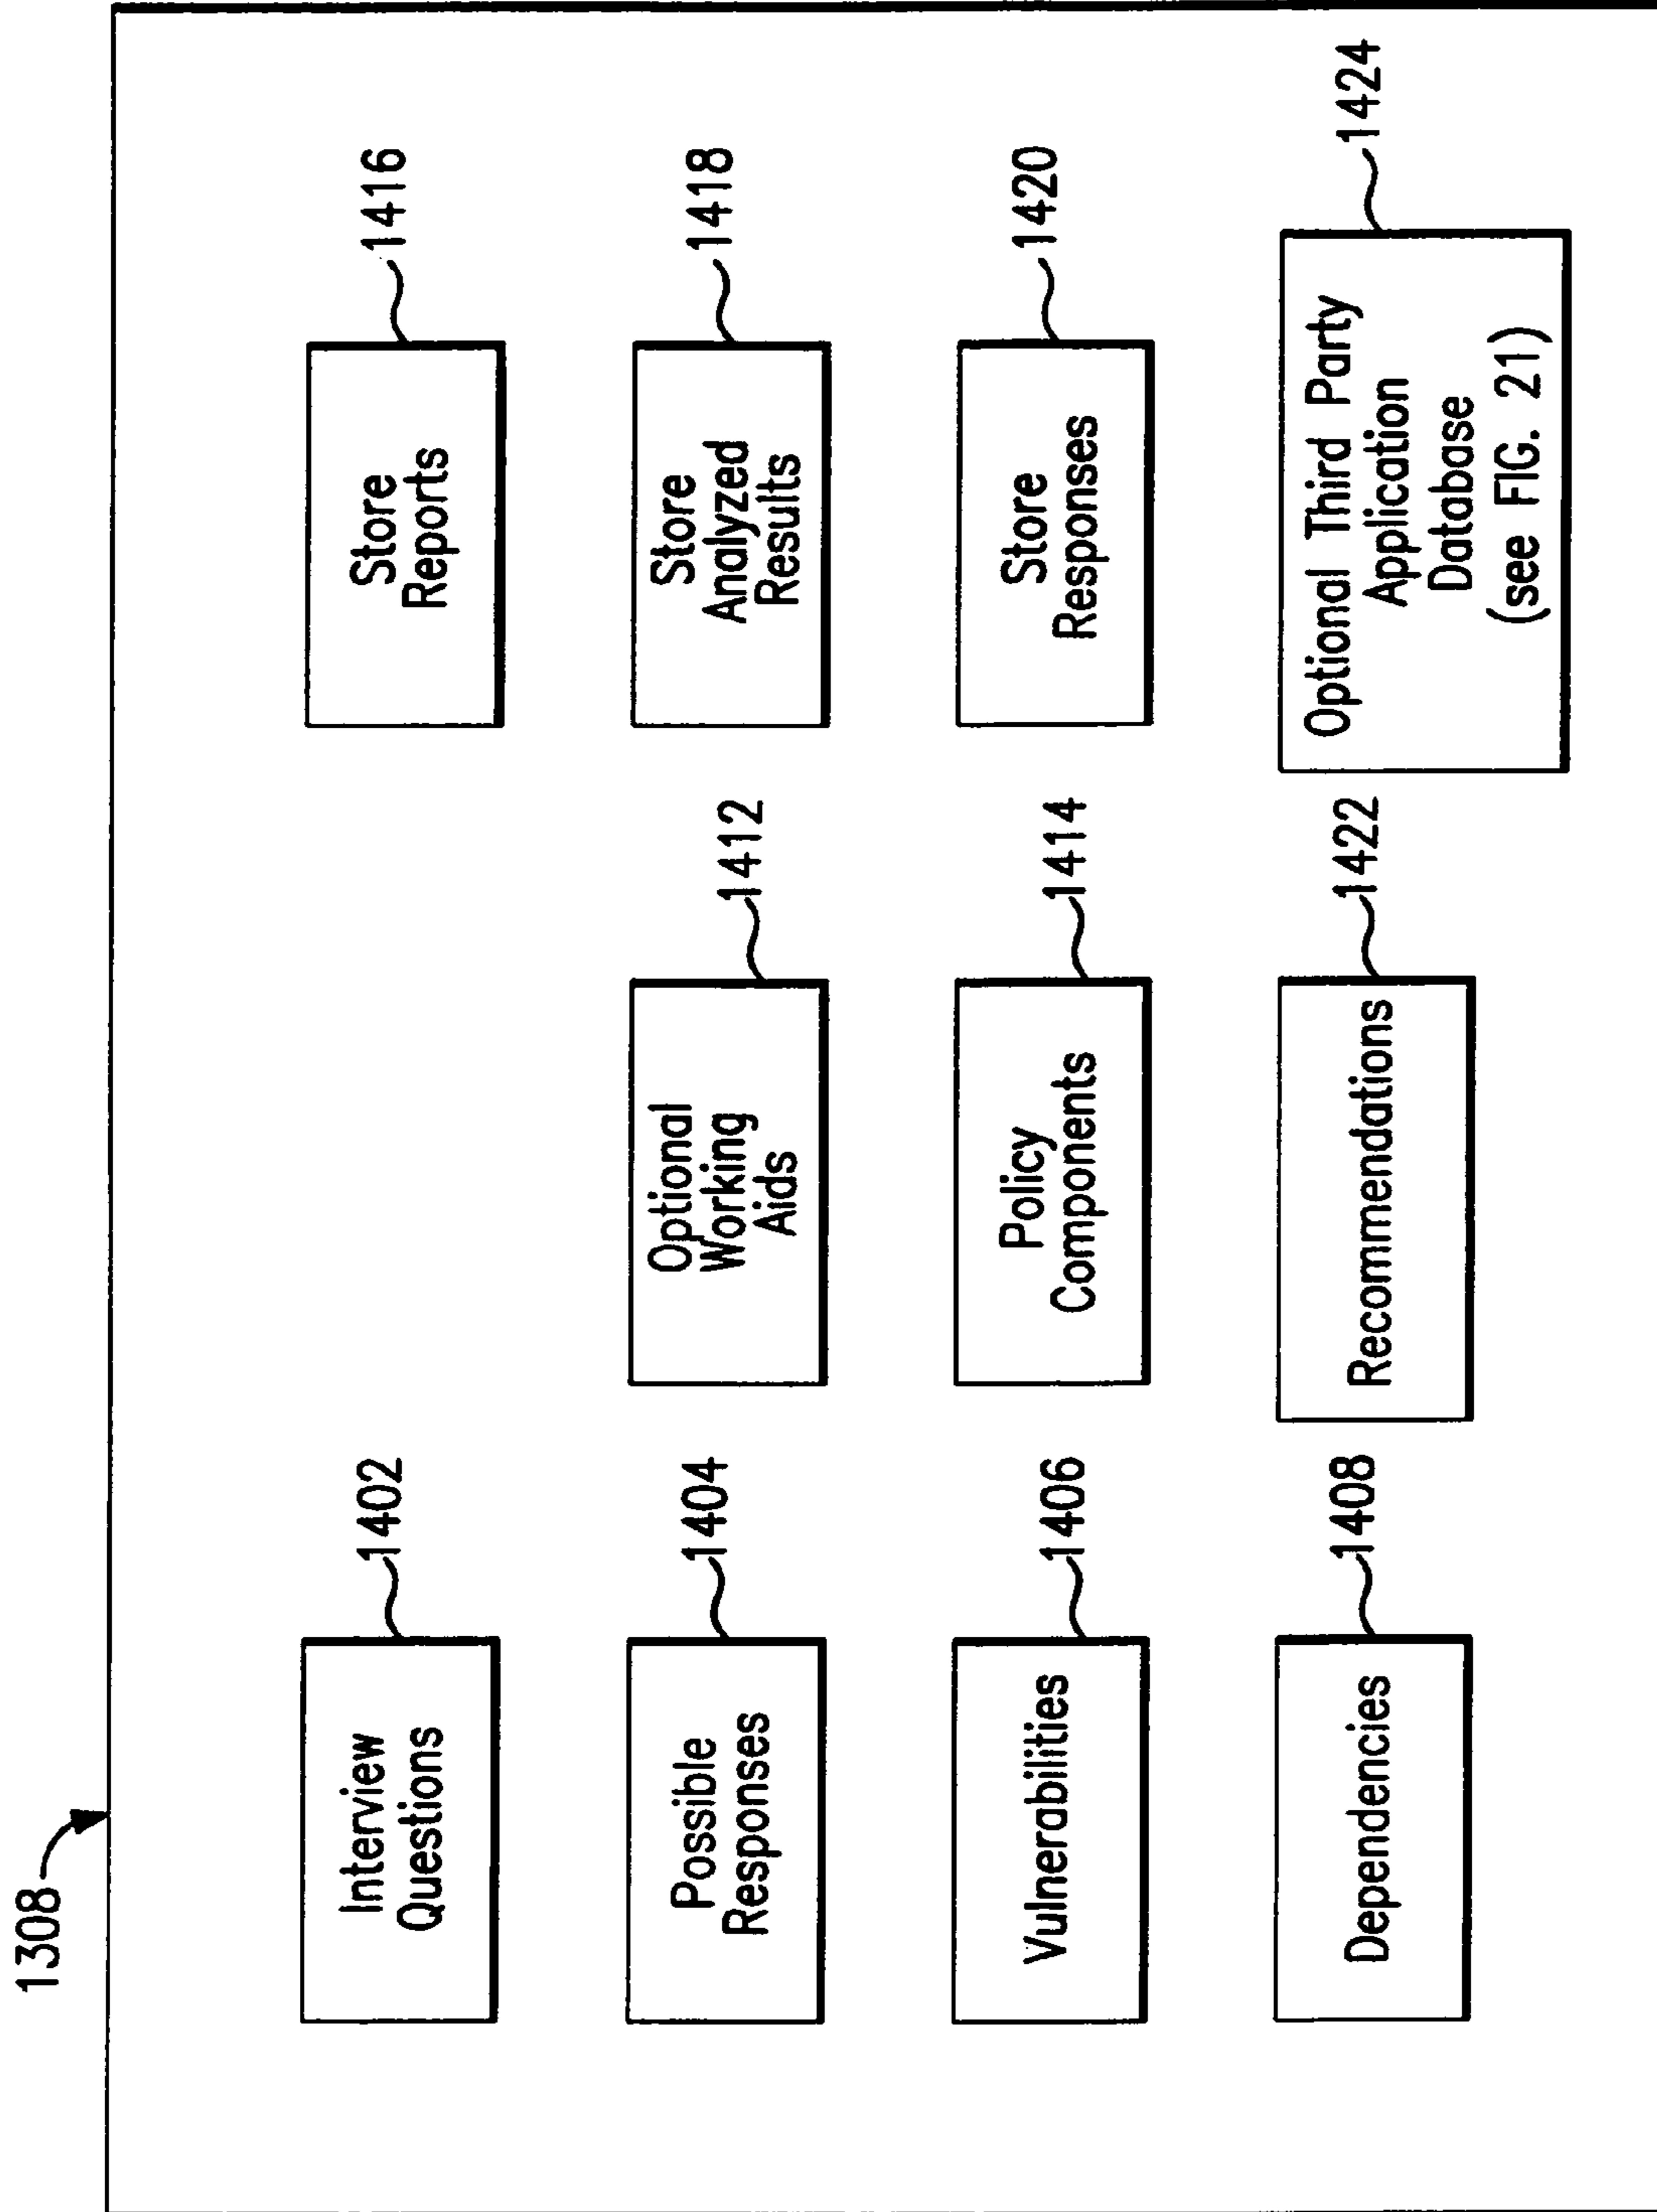 1308
Interview
Questions
1402
Store
Reports
1416
Possible
Responses
1404
Optional
Working
Aids
1412
Store
Analyzed
Results
1418
Vulnerabilities
1406
Policy
Components
1414
Store
Responses
1420
Dependencies
1408
Recommendations
1422
Optional Third Party
Application
Database
(see FIG. 21)
1424